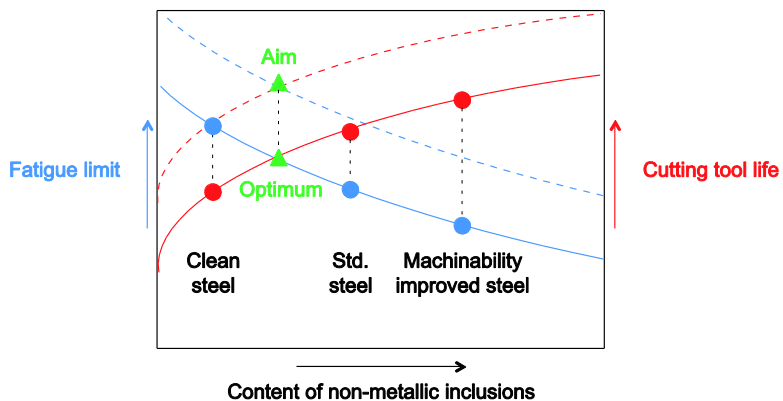 Aim
Fatigue limit
Cutting tool life
Optimum
Clean
steel
Std.
steel
Machinability
improved steel
Content of non-metallic inclusions